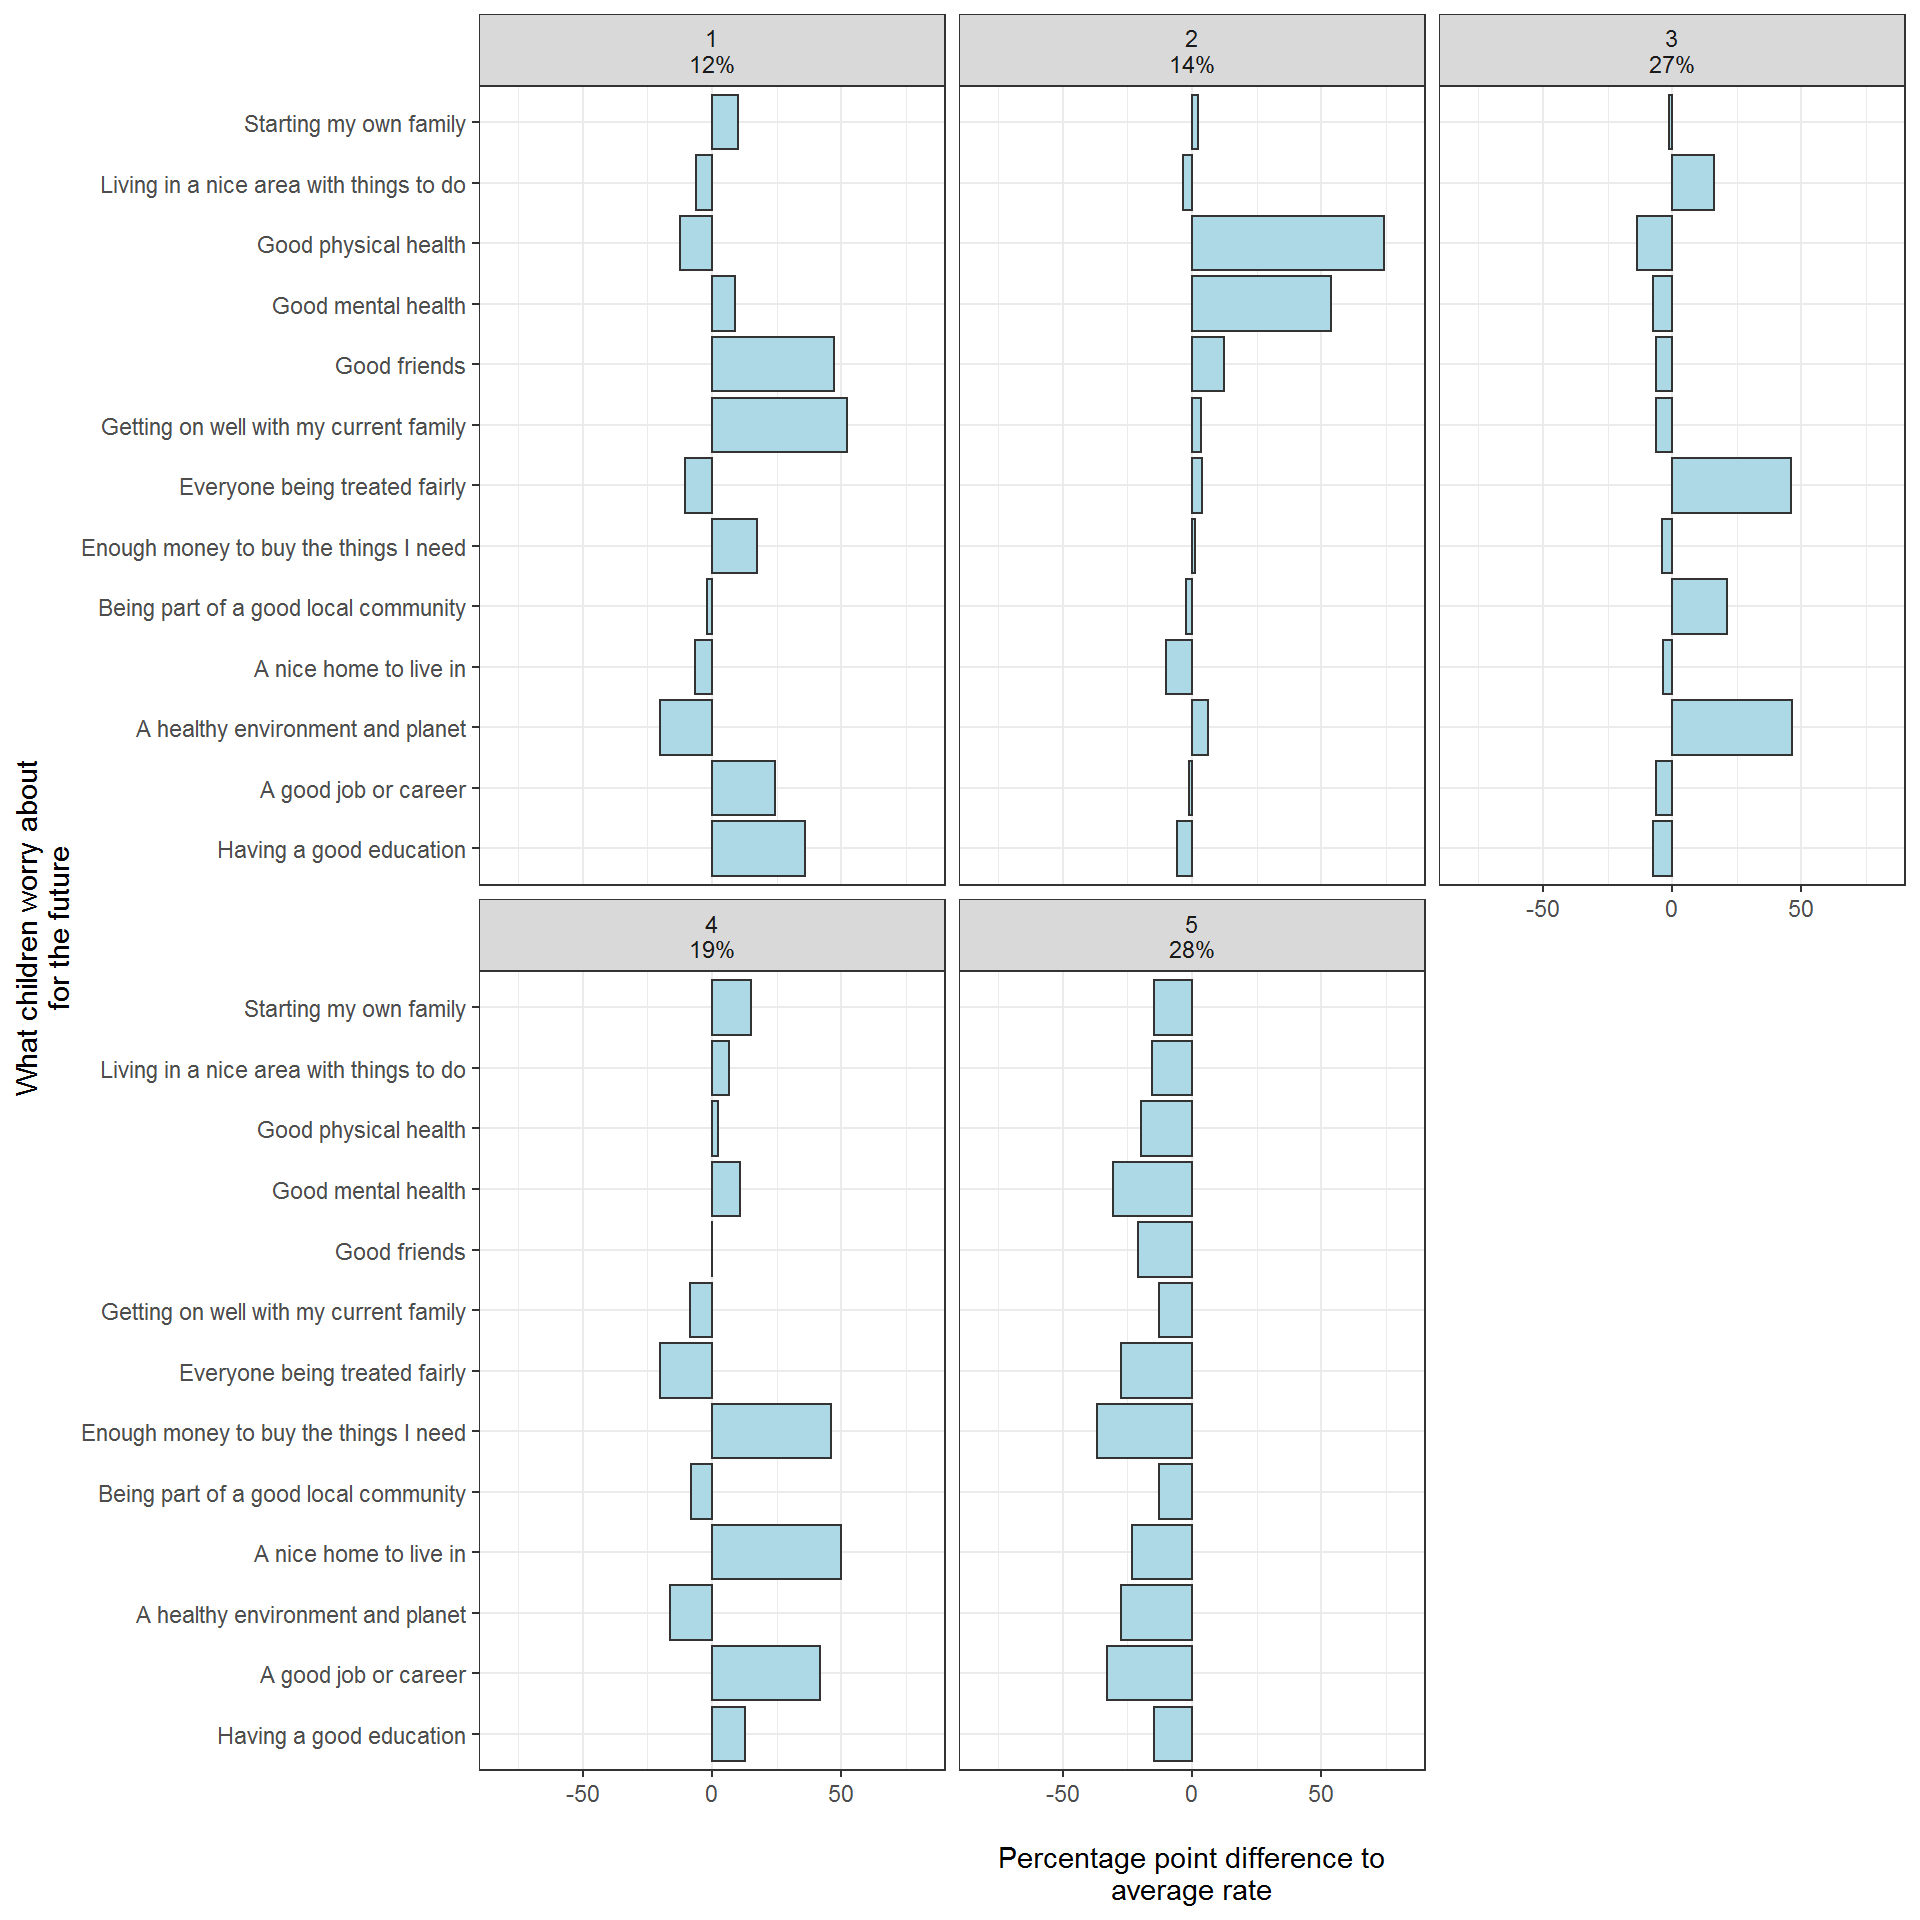 1
12%
2
14%
3
27%
Starting my own family
Living in a nice area with things to do
Good physical health
Good mental health
Good friends
Getting on well with my current family
Everyone being treated fairly
Enough money to buy the things I need
Being part of a good local community
A nice home to live in
A healthy environment and planet
A good job or career
Having a good education
-50 0 50
4
19%
5
28%
Starting my own family
Living in a nice area with things to do
Good physical health
Good mental health
Good friends
Getting on well with my current family
Everyone being treated fairly
Enough money to buy the things I need
Being part of a good local community
A nice home to live in
A healthy environment and planet
A good job or career
Having a good education
-50 0 50
-50 0 50
What children worry about
for the future
Percentage point difference to
average rate